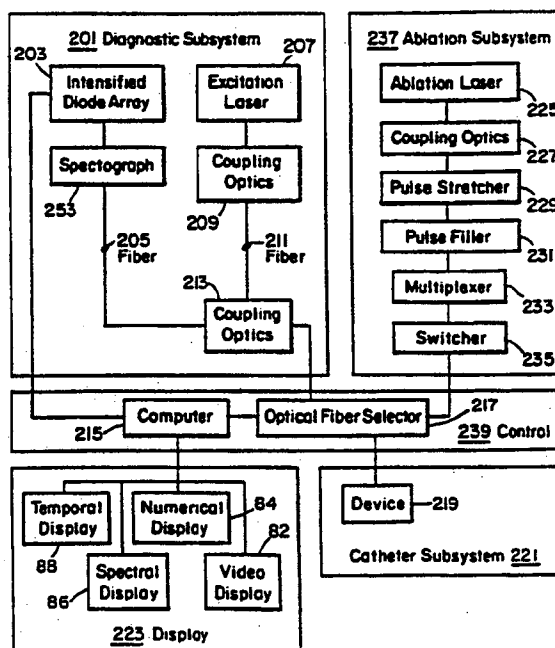 201 Diagnostic Subsystem
203
207
Intensified
Diode Array
Excitation
Laser
Spectograph
253
Coupling
Optics
209
205
Fiber
211
Fiber
213
Coupling
Optics
237 Ablation Subsystem
Ablation Laser
225
Coupling Optics
227
Pulse Stretcher
229
Pulse Filler
231
Multiplexer
233
Switcher
235
Computer
215
Optical Fiber Selector
217
239 Control
Temporal
Display
88
Numerical
Display
84
Spectral
Display
86
Video
Display
82
223 Display
Device
219
Catheter Subsystem 221